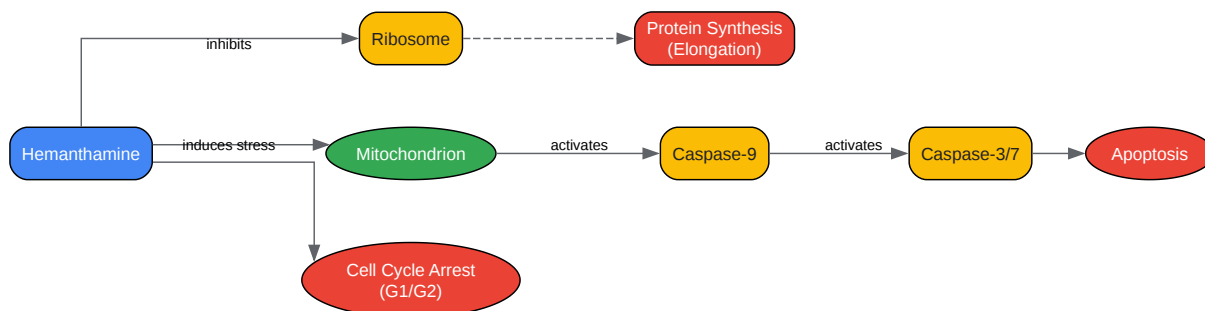 inhibits
Ribosome
Protein Synthesis
(Elongation)
Hemanthamine
induces stress
Mitochondrion
activates
Caspase-9
activates
Caspase-3/7
Apoptosis
Cell Cycle Arrest
(G1/G2)